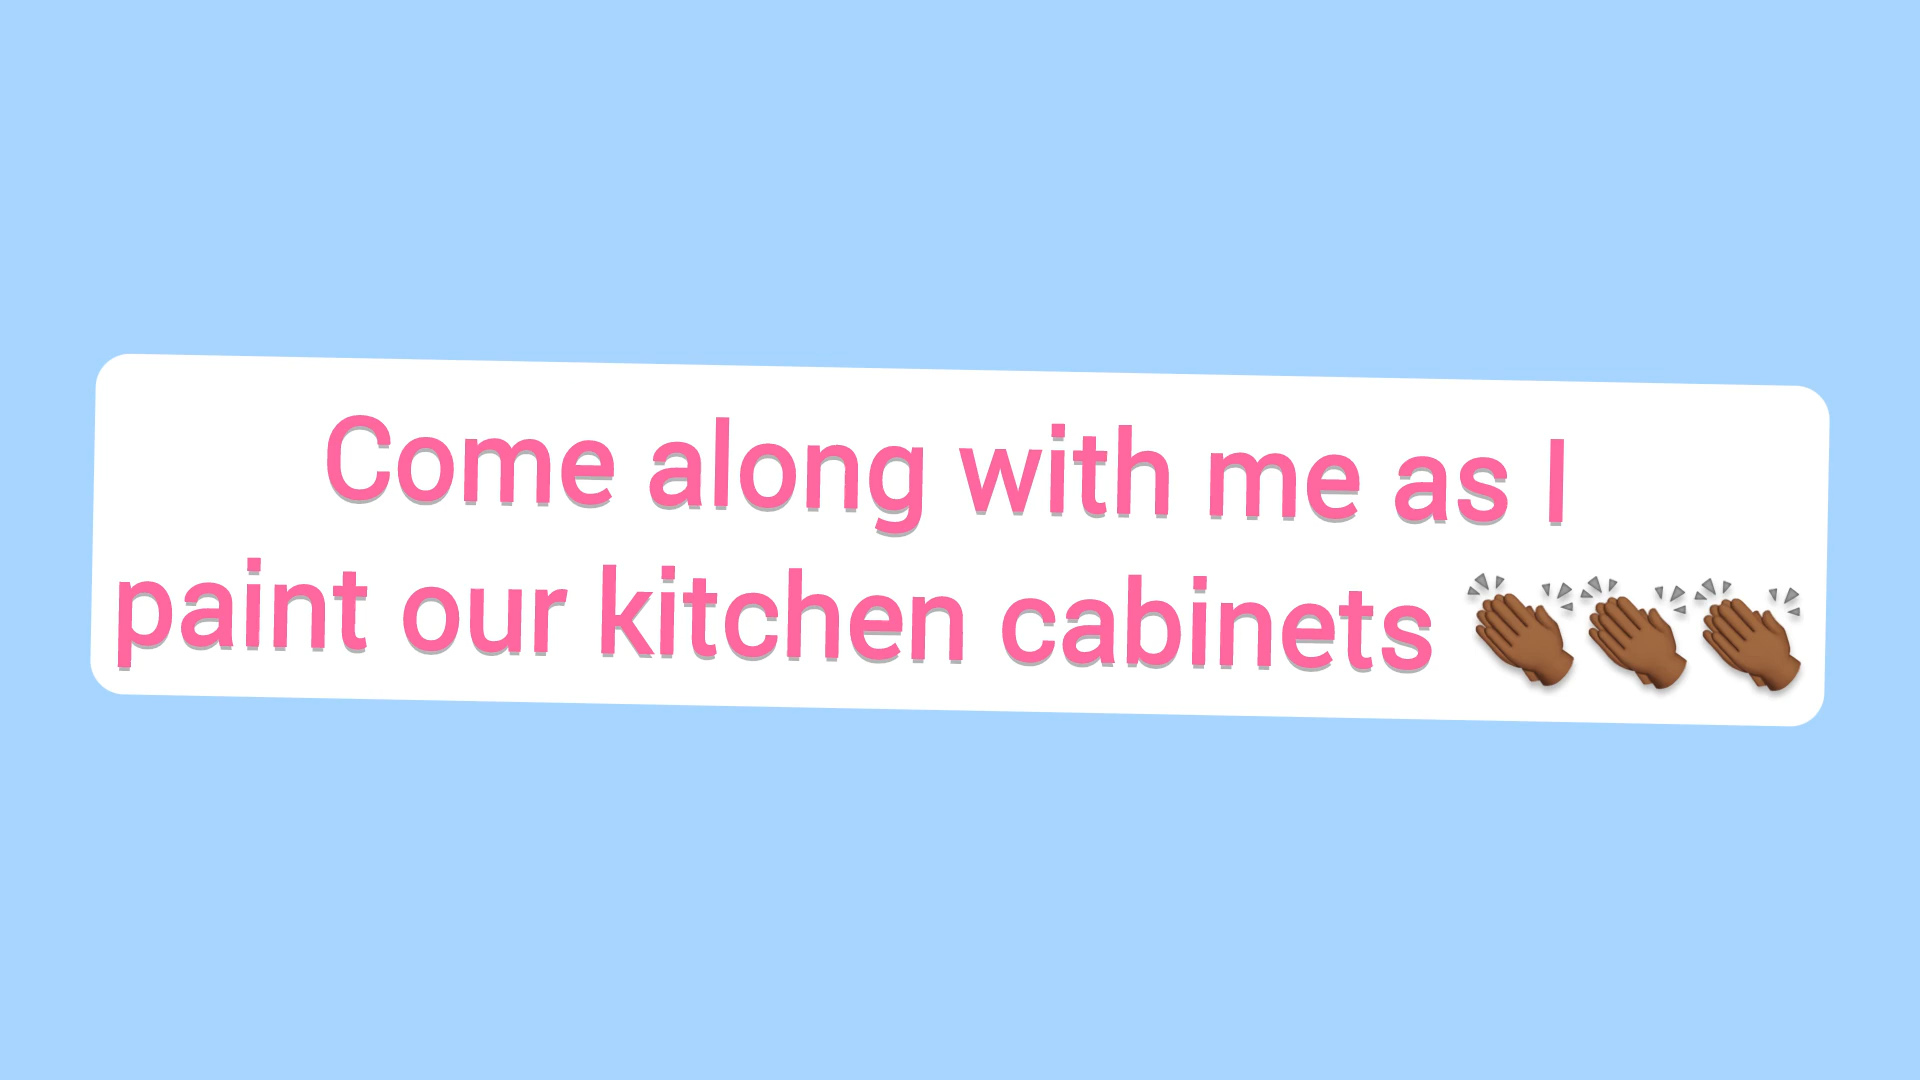 Come along with me as I
paint our kitchen cabinets 👏🏾👏🏾👏🏾